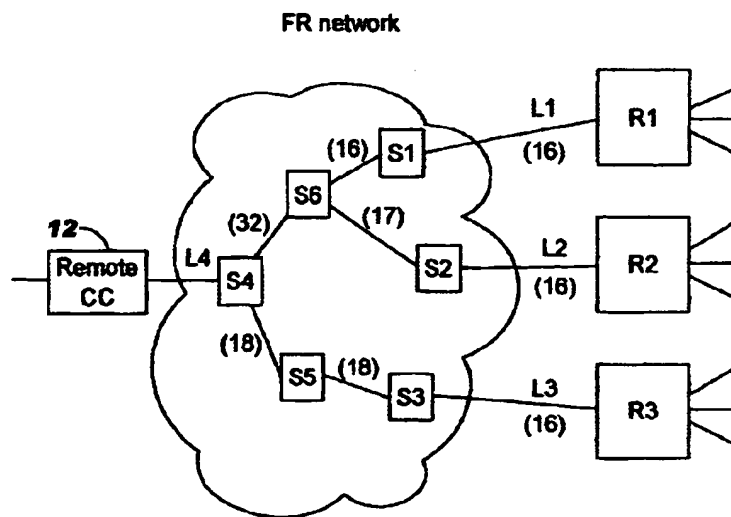 FR network
L1
R1
(16)
S1
(16)
S6
(32)
(17)
12
Remote
CC
L4
S4
S2
L2
(16)
R2
(18)
S5
(18)
S3
L3
(16)
R3